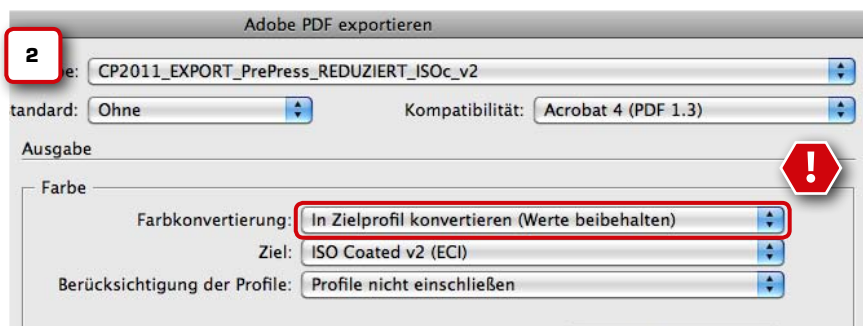 Adobe PDF exportieren
2
be: CP2011_EXPORT_PrePress_REDUZIERT_ISOc_v2
tandard: Ohne Kompatibilität: Acrobat 4 (PDF 1.3)
Ausgabe
!
Farbe
Farbkonvertierung: In Zielprofil konvertieren (Werte beibehalten)
Ziel: ISO Coated v2 (ECI)
Berücksichtigung der Profile: Profile nicht einschließen